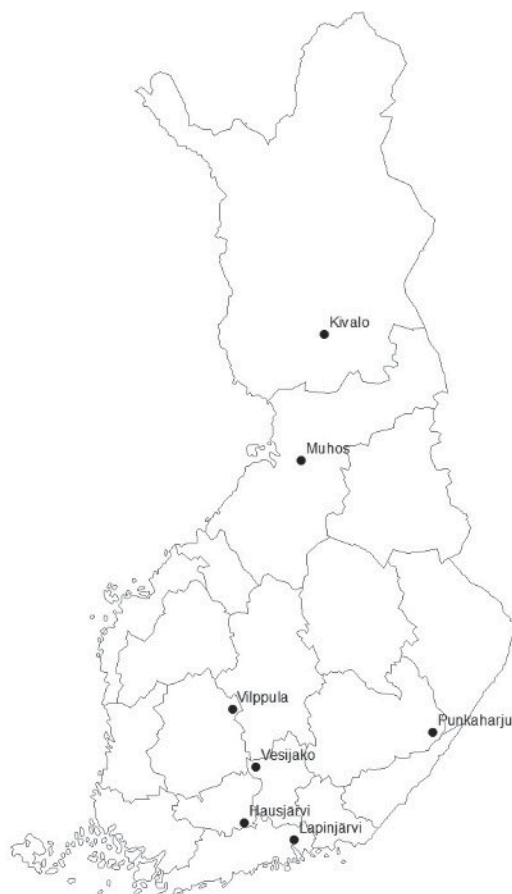 Kivalo
Muhos
Vilppula
Punkaharju
Vesijako
Hausjärvi
Lapinjärvi